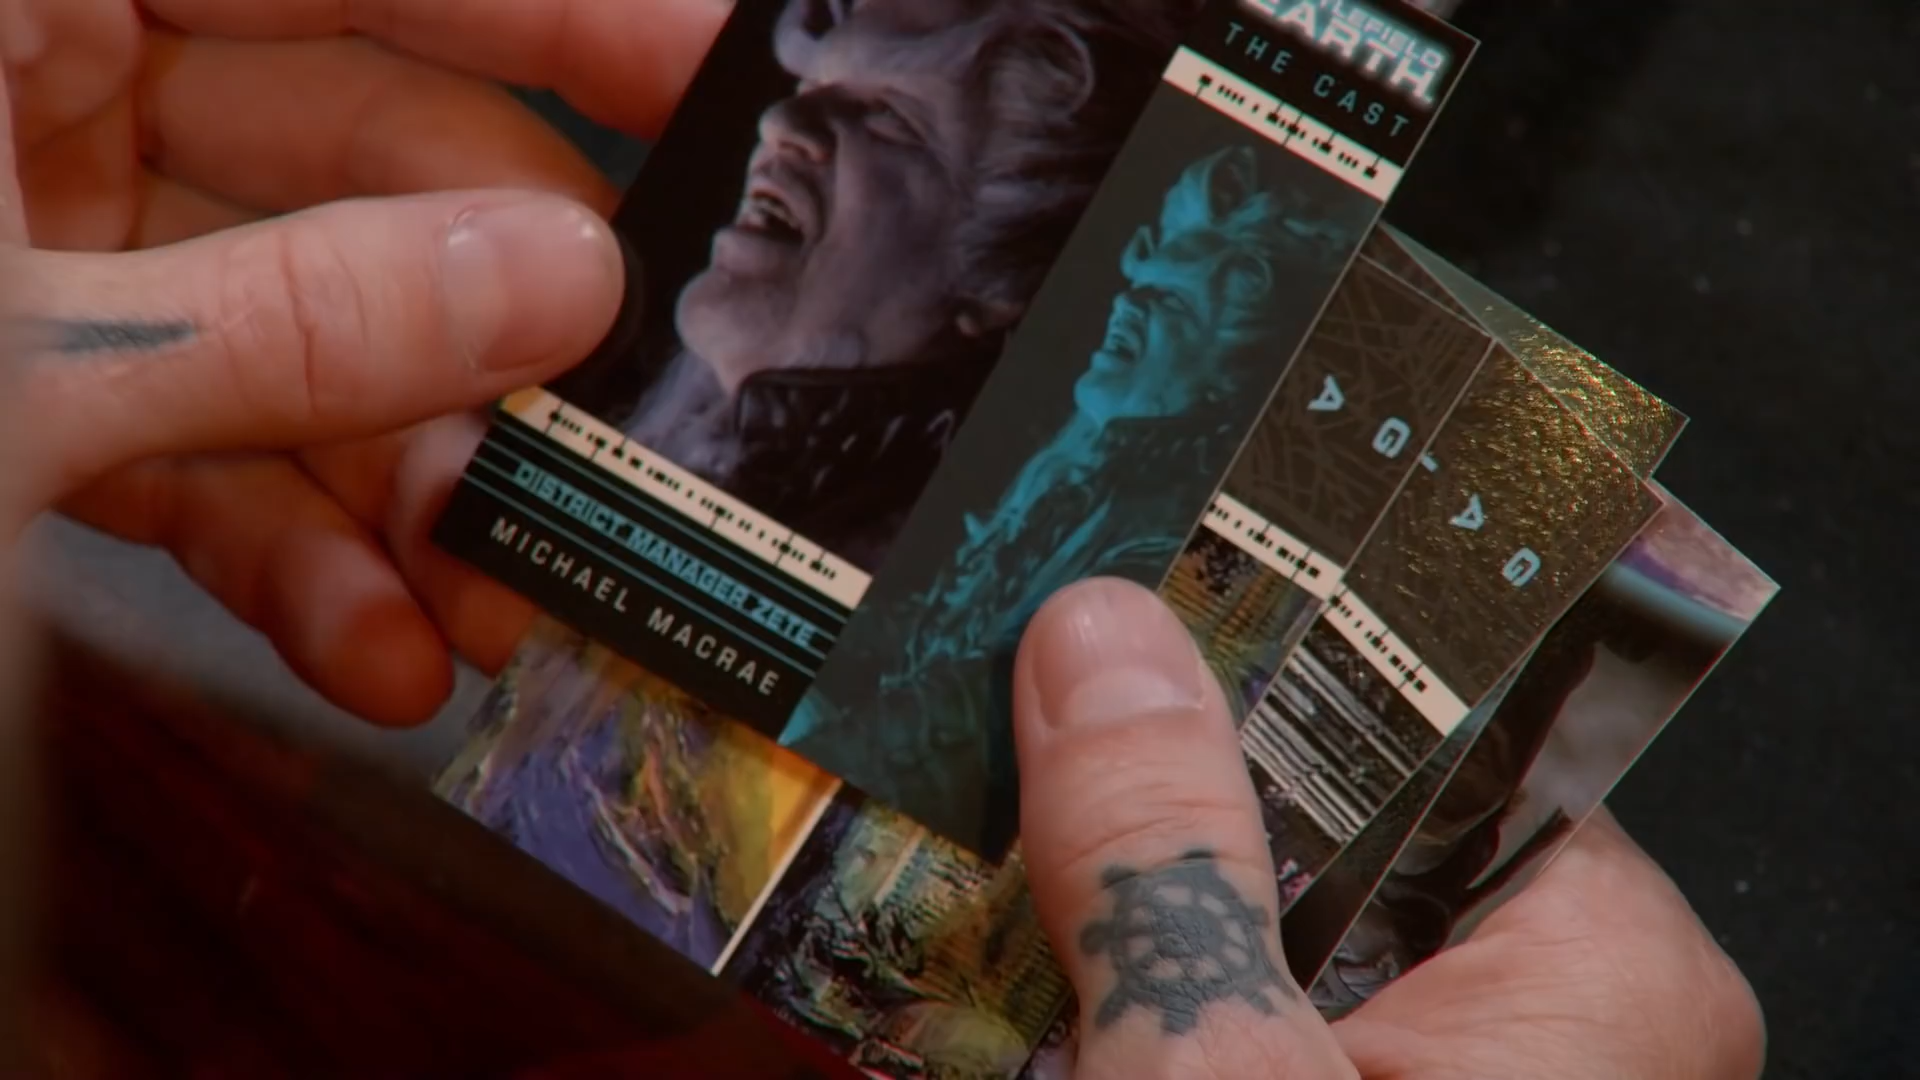 EARTH
THE CAST
DISTRICT MANAGER ZETE
MICHAEL MACRAE
A G
A G